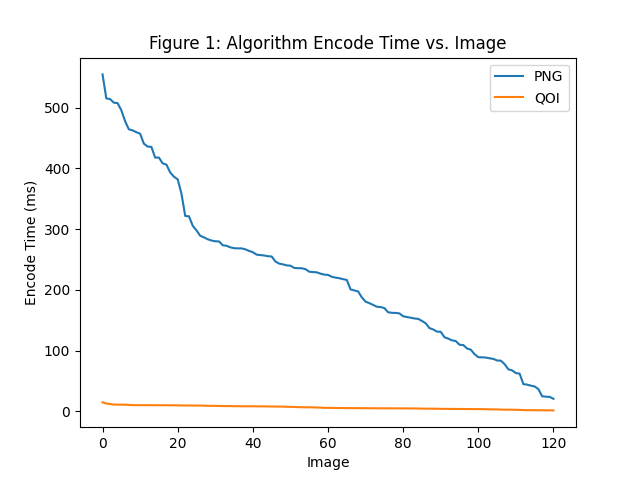 Figure 1: Algorithm Encode Time vs. Image
PNG
QOI
Encode Time (ms)
500
400
300
200
100
0
0 20 40 60 80 100 120
Image